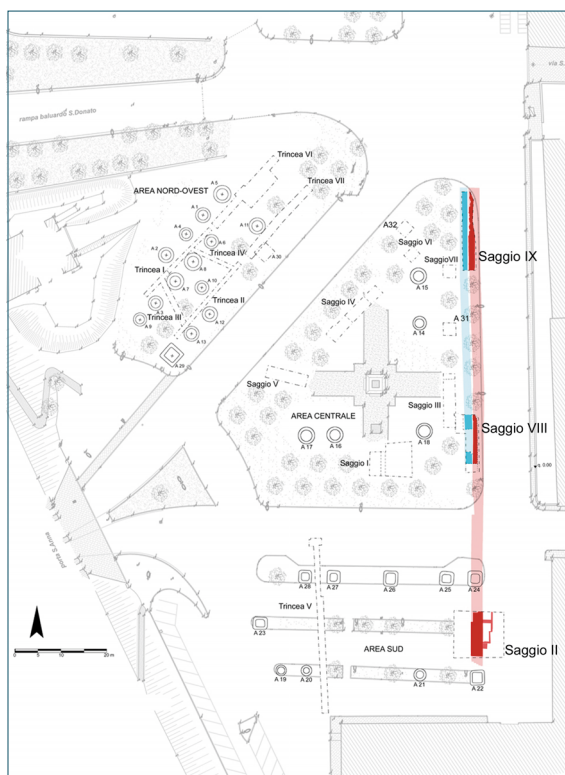 via S.
rampa baluardo S.Donato
Trincea VI
Trincea VII
AREA NORD-OVEST
A 5
A 1
A 4
A 11
A 6
A 30
A 2
Trincea IV
A 8
Trincea I
A 7
A 10
Trincea II
A 3
Trincea III
A 9
A 12
A 13
A 29
A32
Saggio VI
SaggioVII
Saggio IX
A 15
Saggio IV
A 31
A 14
Saggio V
Saggio III
AREA CENTRALE
A 17
A 16
A 18
Saggio VIII
Saggio I
s. 0.00
porta S.Anna
A 28
A 27
A 26
A 25
A 24
Trincea V
A 23
AREA SUD
Saggio II
A 19
A 20
A 21
A 22
0
20 m